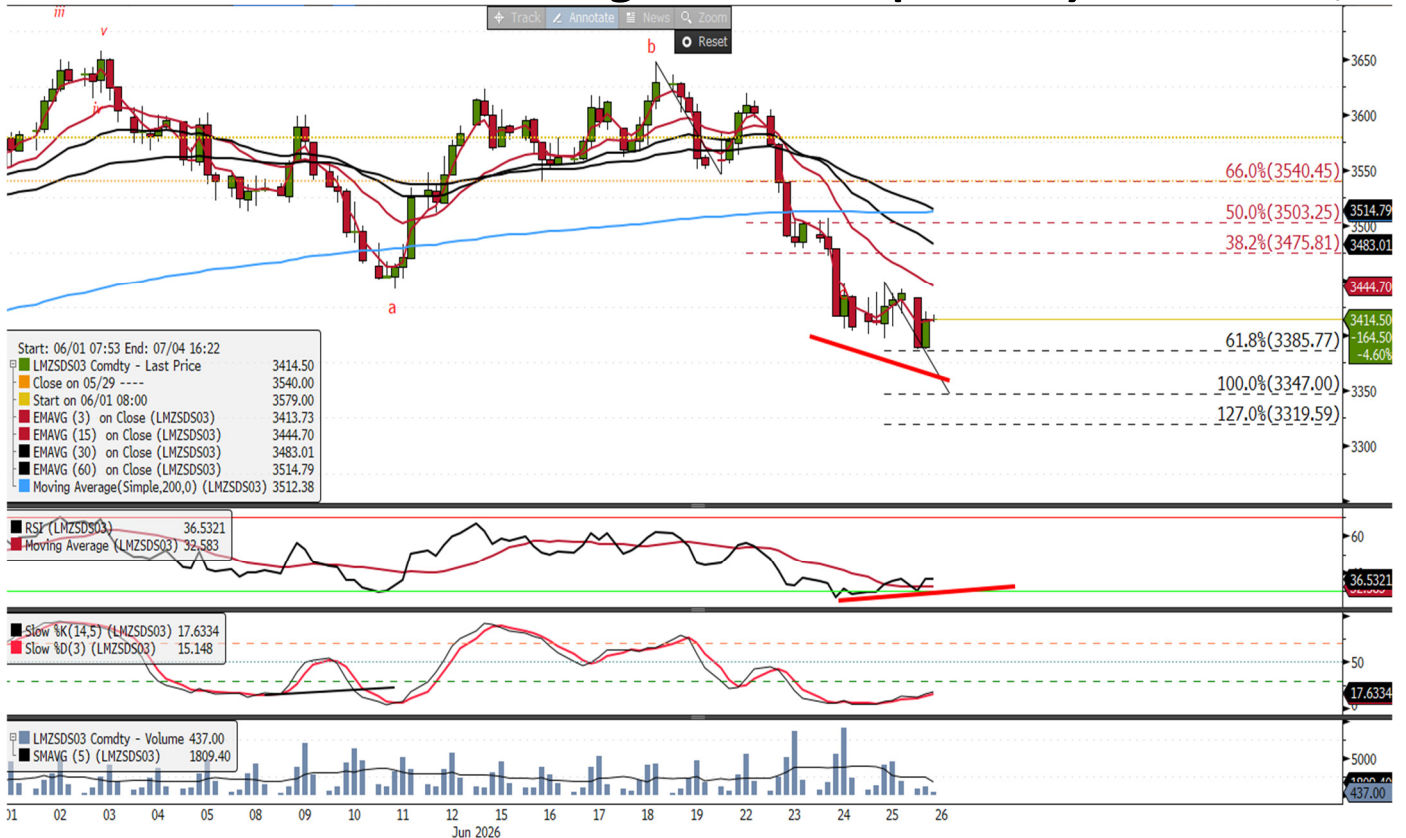 iii
v
iv
Track
Annotate
News
Zoom
Reset
b
a
3650
3600
3550
3500
3350
3300
66.0%(3540.45)
50.0%(3503.25)
38.2%(3475.81)
61.8%(3385.77)
100.0%(3347.00)
127.0%(3319.59)
3514.79
3483.01
3444.70
3414.50
-164.50
-4.60%
Start: 06/01 07:53 End: 07/04 16:22
LMZSDS03 Comdty - Last Price 3414.50
Close on 05/29 ---- 3540.00
Start on 06/01 08:00 3579.00
EMAVG (3) on Close (LMZSDS03) 3413.73
EMAVG (15) on Close (LMZSDS03) 3444.70
EMAVG (30) on Close (LMZSDS03) 3483.01
EMAVG (60) on Close (LMZSDS03) 3514.79
Moving Average(Simple,200,0) (LMZSDS03) 3512.38
RSI (LMZSDS03) 36.5321
Moving Average (LMZSDS03) 32.583
60
36.5321
Slow %K(14,5) (LMZSDS03) 17.6334
Slow %D(3) (LMZSDS03) 15.148
50
17.6334
0
LMZSDS03 Comdty - Volume 437.00
SMAVG (5) (LMZSDS03) 1809.40
5000
437.00
01 02 03 04 05 08 09 10 11 12 15 16 17 18 19 22 23 24 25 26
Jun 2026